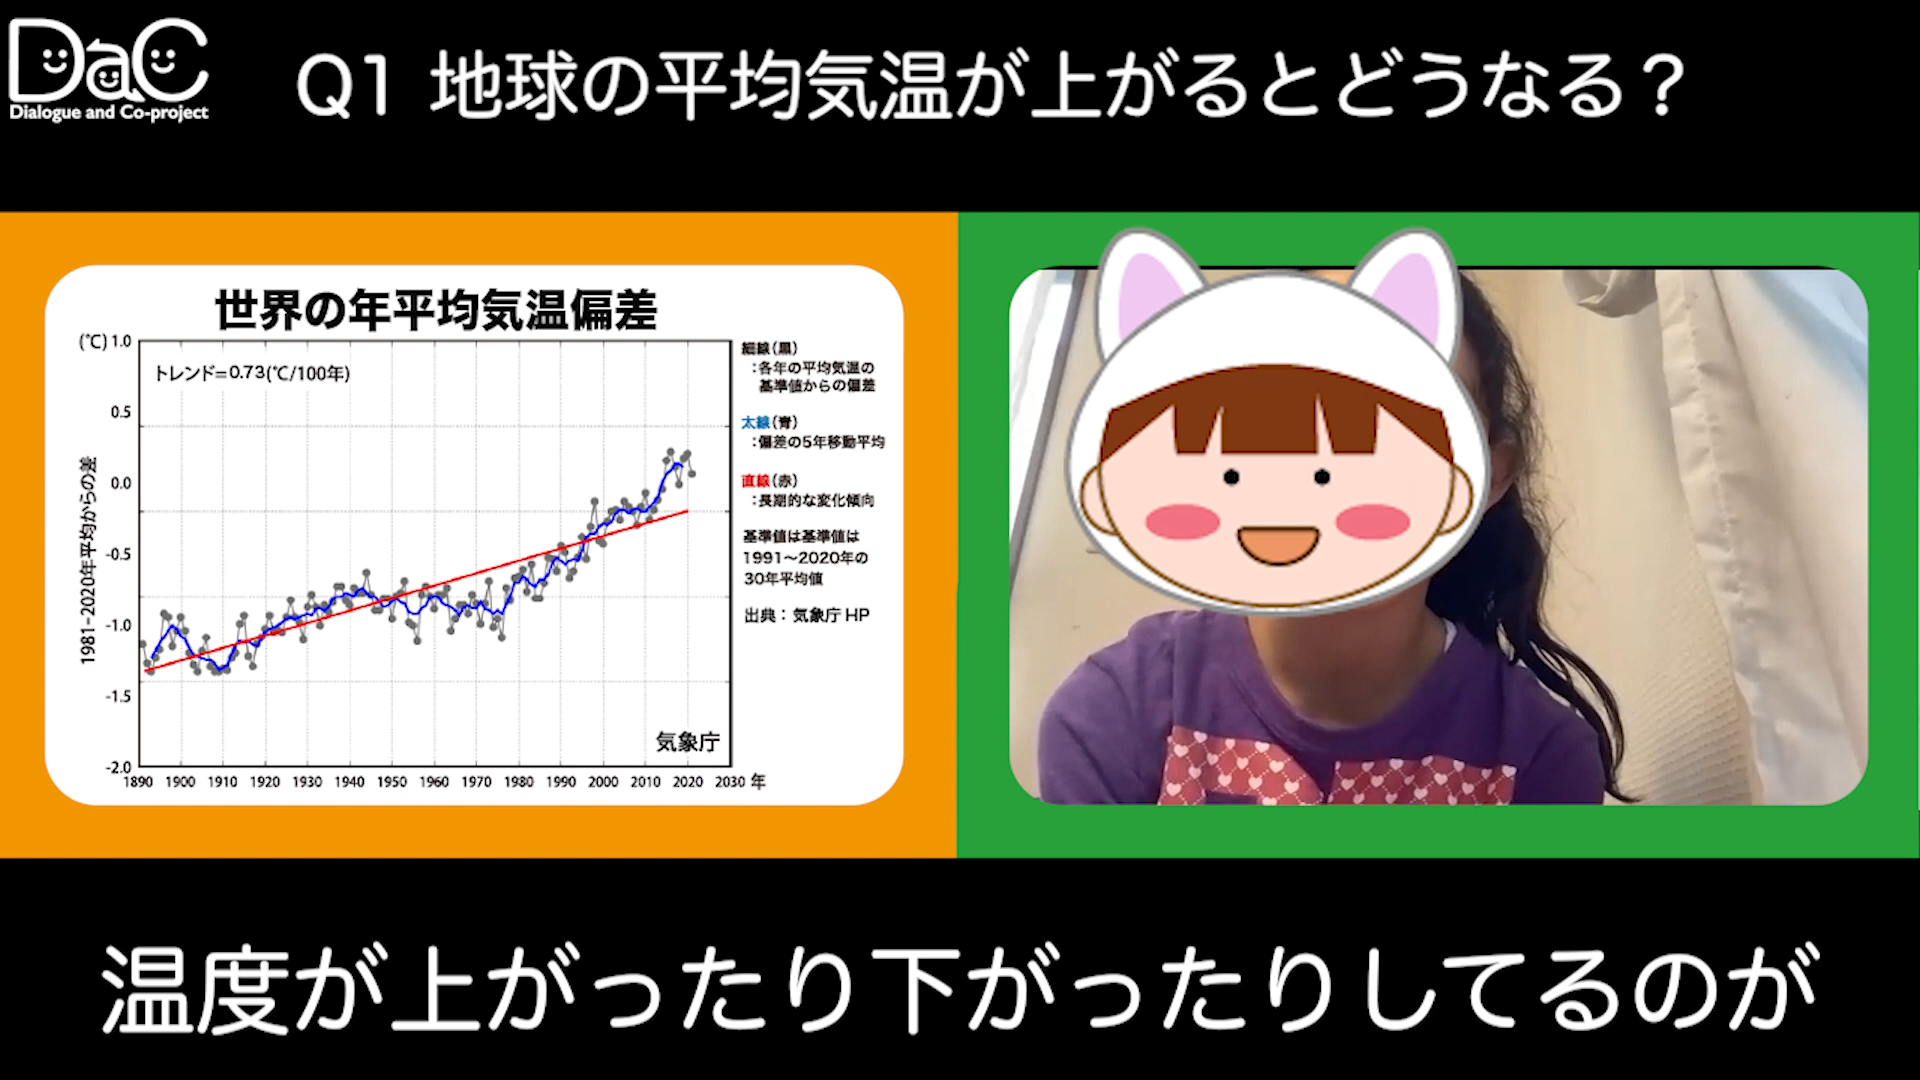 DaC
Dialogue and Co-project
Q1 地球の平均気温が上がるとどうなる？
世界の年平均気温偏差
(℃)
1.0
0.5
0.0
-0.5
-1.0
-1.5
-2.0
1981-2020年平均からの差
トレンド=0.73(℃/100年)
気象庁
1890 1900 1910 1920 1930 1940 1950 1960 1970 1980 1990 2000 2010 2020 2030 年
細線(黒)
:各年の平均気温の
基準値からの偏差
太線(青)
:偏差の5年移動平均
直線(赤)
:長期的な変化傾向
基準値は基準値は
1991〜2020年の
30年平均値
出典：気象庁HP
温度が上がったり下がったりしてるのが